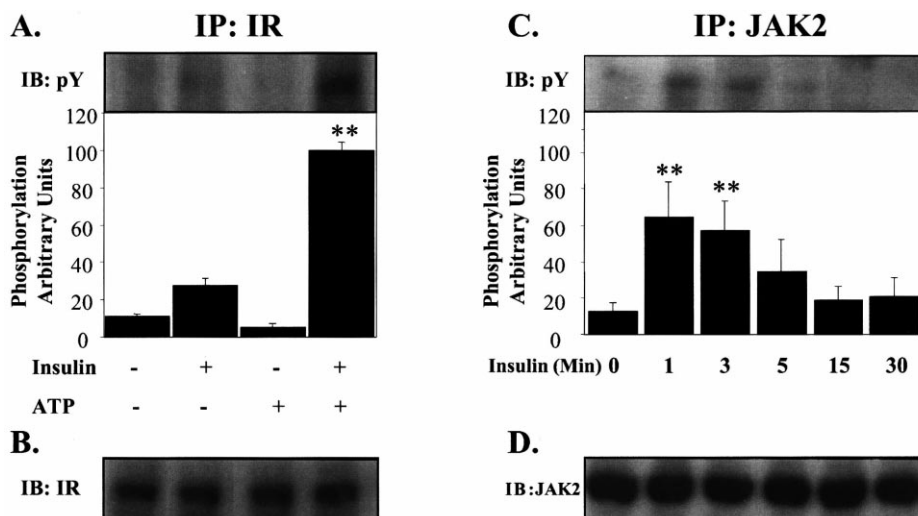 A. IP: IR
IB: pY
120
100
80
60
40
20
0
Phosphorylation
Arbitrary Units
**
Insulin - + - +
ATP - - + +
B.
IB: IR
C. IP: JAK2
IB: pY
120
100
80
60
40
20
0
Phosphorylation
Arbitrary Units
** **
Insulin (Min) 0 1 3 5 15 30
D.
IB:JAK2